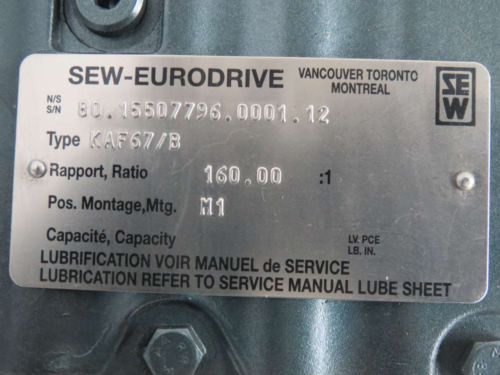 SEW-EURODRIVE VANCOUVER TORONTO MONTREAL
SEW
N/S
S/N 80.15507796.0001.12
Type KAF67/B
Rapport, Ratio 160.00 :1
Pos. Montage,Mtg. M1
Capacité, Capacity LV. PCE LB. IN.
LUBRIFICATION VOIR MANUEL de SERVICE
LUBRICATION REFER TO SERVICE MANUAL LUBE SHEET